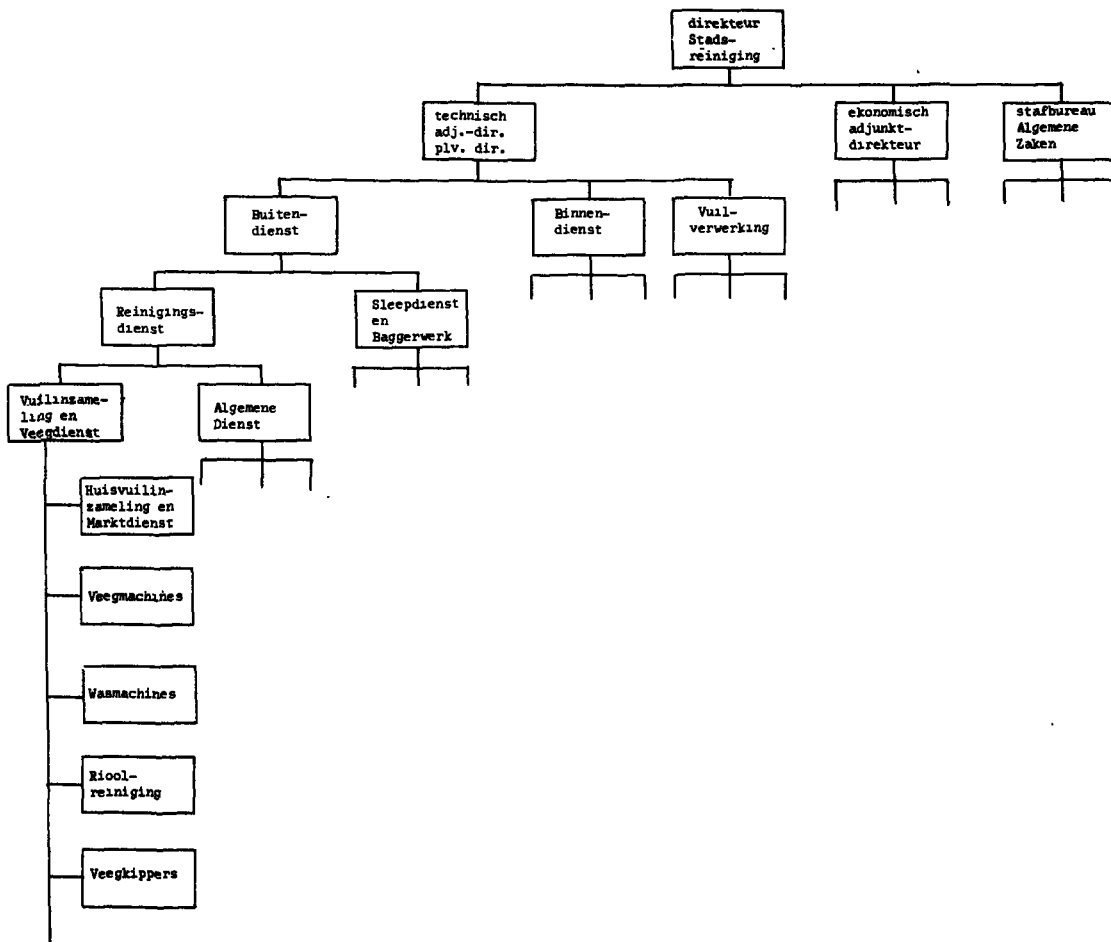 direkteur
Stads-
reiniging
technisch
adj.-dir.
plv. dir.
ekonomisch
adjunkt-
direkteur
stafbureau
Algemene
Zaken
Buiten-
dienst
Binnen-
dienst
Vuil-
verwerking
Reinigings-
dienst
Sleepdienst
en
Baggerwerk
Vuilinzame-
ling en
Veegdienst
Algemene
Dienst
Huisvuilin-
zameling en
Marktdienst
Veegmachines
Wasmachines
Riool-
reiniging
Veegkippers